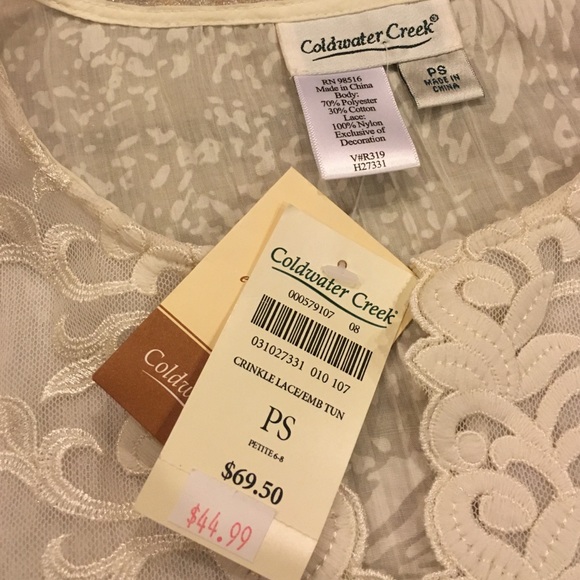 Coldwater Creek®
PS
MADE IN
CHINA
RN 98516
Made in China
Body:
70% Polyester
30% Cotton
Lace:
100% Nylon
Exclusive of
Decoration
V#R319
H27331
Coldwater Creek
000579107 08
031027331 010 107
CRINKLE LACE/EMB TUN
PS
PETITE 6-8
$69.50
$44.99
Coldw